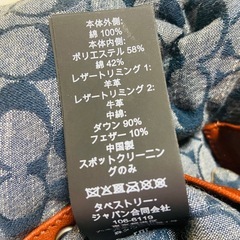 本体外側:
綿 100%
本体内側:
ポリエステル 58%
綿 42%
レザートリミング 1:
羊革
レザートリミング 2:
牛革
中綿:
ダウン 90%
フェザー 10%
中国製
スポットクリーニン
グのみ
タペストリー・
ジャパン合同会社
106-6119